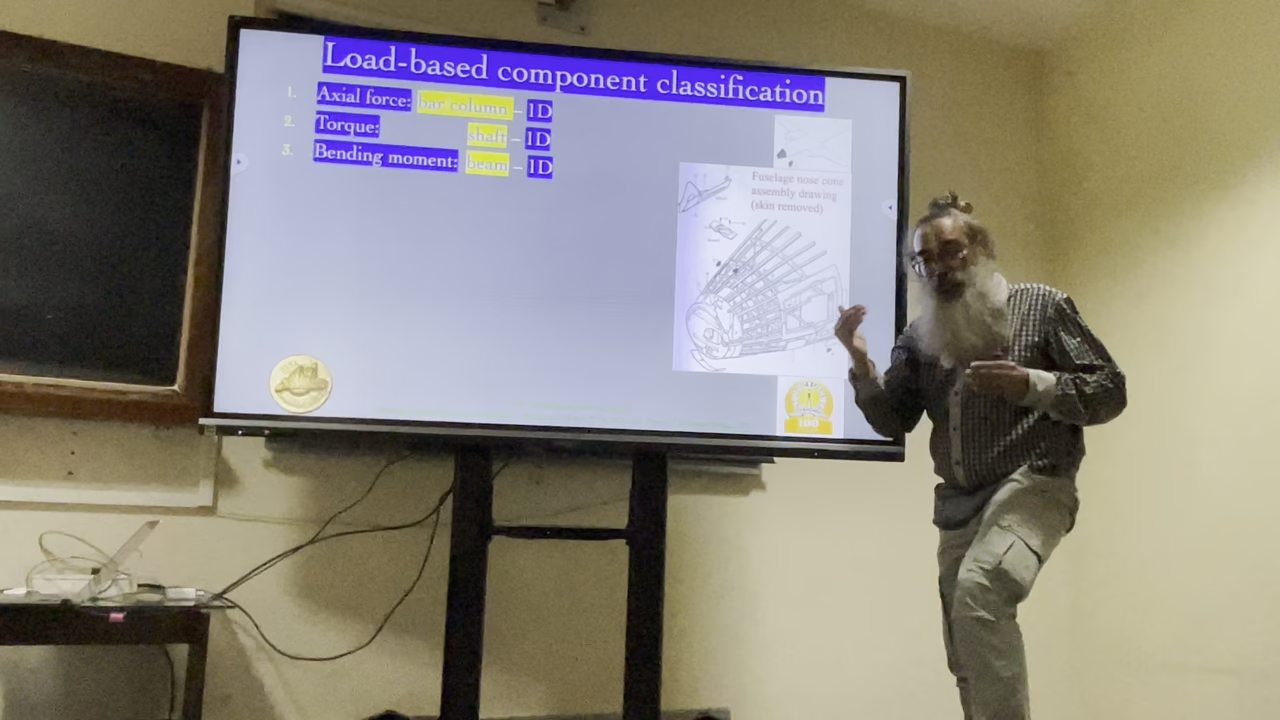 Load-based component classification
1. Axial force: bar column – 1D
2. Torque: shaft – 1D
3. Bending moment: beam – 1D
Fuselage nose cone
assembly drawing
(skin removed)
100